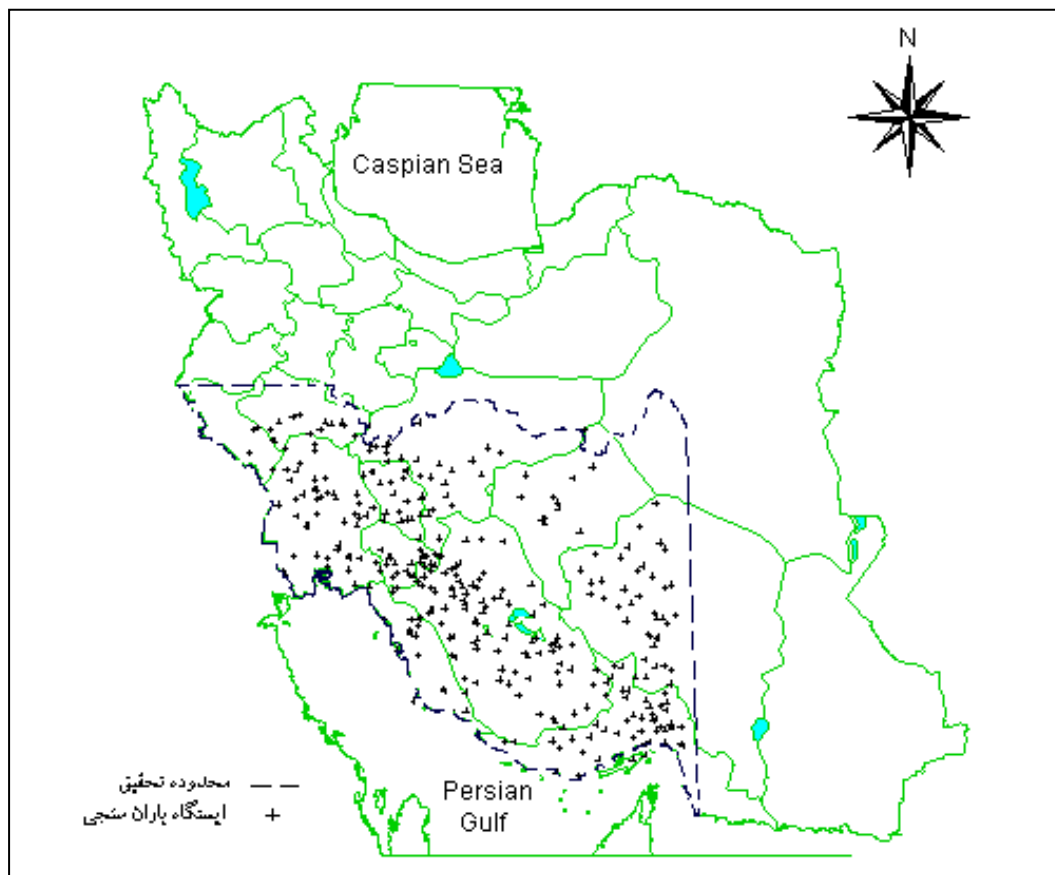 N
Caspian Sea
محدوده تحقیق
ایستگاه باران سنجی
Persian
Gulf